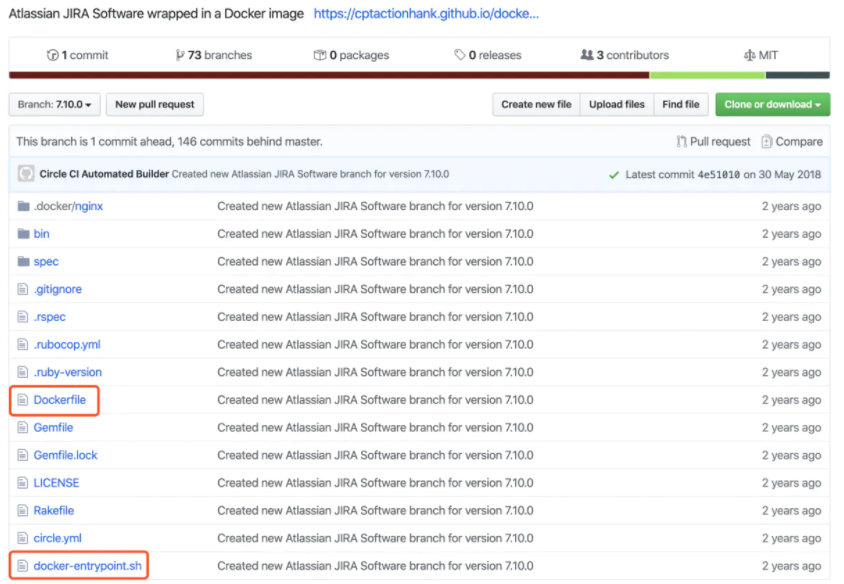 Atlassian JIRA Software wrapped in a Docker image https://cptactionhank.github.io/docke...
1 commit 73 branches 0 packages 0 releases 3 contributors MIT
Branch: 7.10.0 New pull request Create new file Upload files Find file Clone or download
This branch is 1 commit ahead, 146 commits behind master. Pull request Compare
Circle CI Automated Builder Created new Atlassian JIRA Software branch for version 7.10.0 Latest commit 4e51010 on 30 May 2018
.docker/nginx Created new Atlassian JIRA Software branch for version 7.10.0 2 years ago
bin Created new Atlassian JIRA Software branch for version 7.10.0 2 years ago
spec Created new Atlassian JIRA Software branch for version 7.10.0 2 years ago
.gitignore Created new Atlassian JIRA Software branch for version 7.10.0 2 years ago
.rspec Created new Atlassian JIRA Software branch for version 7.10.0 2 years ago
.rubocop.yml Created new Atlassian JIRA Software branch for version 7.10.0 2 years ago
.ruby-version Created new Atlassian JIRA Software branch for version 7.10.0 2 years ago
Dockerfile Created new Atlassian JIRA Software branch for version 7.10.0 2 years ago
Gemfile Created new Atlassian JIRA Software branch for version 7.10.0 2 years ago
Gemfile.lock Created new Atlassian JIRA Software branch for version 7.10.0 2 years ago
LICENSE Created new Atlassian JIRA Software branch for version 7.10.0 2 years ago
Rakefile Created new Atlassian JIRA Software branch for version 7.10.0 2 years ago
circle.yml Created new Atlassian JIRA Software branch for version 7.10.0 2 years ago
docker-entrypoint.sh Created new Atlassian JIRA Software branch for version 7.10.0 2 years ago